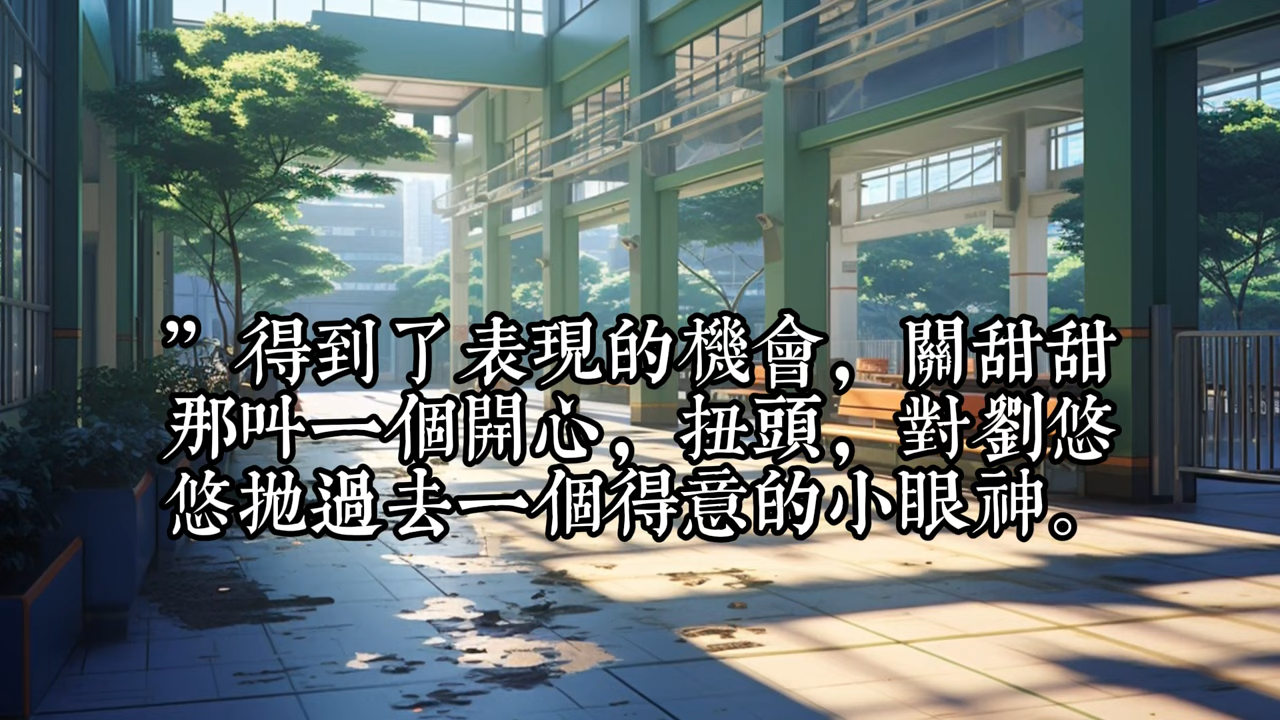 ”得到了表現的機會，關甜甜
那叫一個開心，扭頭，對劉悠
悠拋過去一個得意的小眼神。